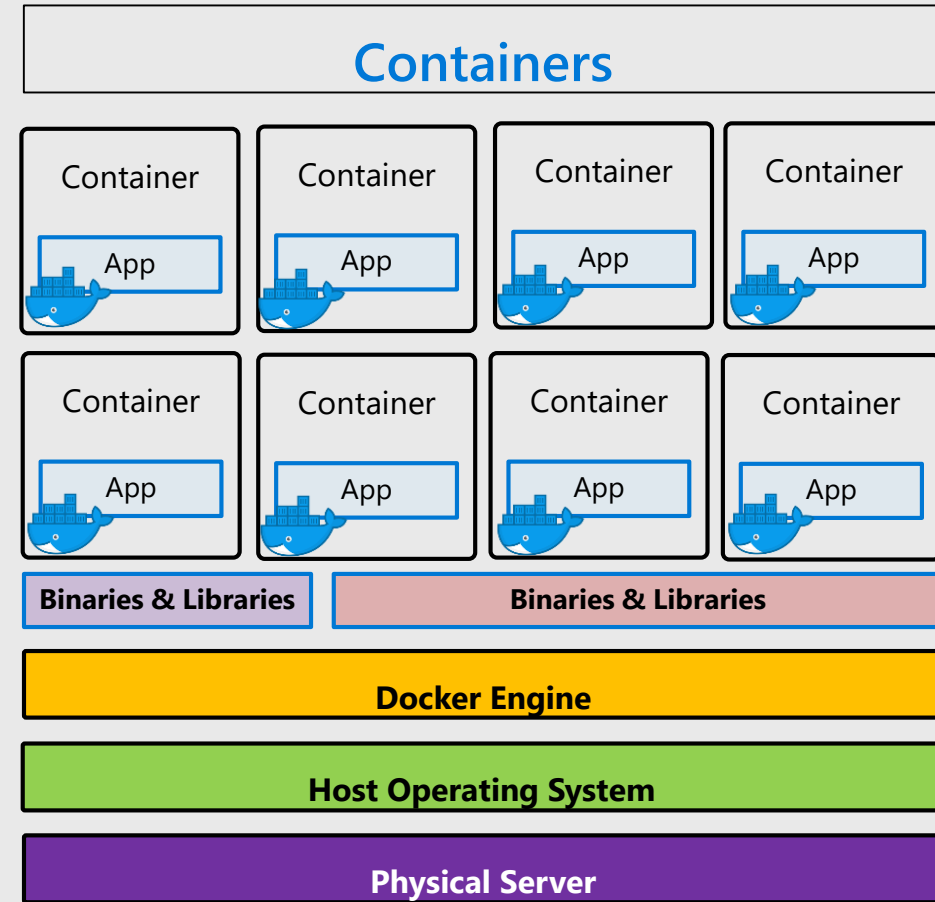 Containers
Container
Container
Container
Container
App
App
App
App
Container
Container
Container
Container
App
App
App
App
Binaries & Libraries
Binaries & Libraries
Docker Engine
Host Operating System
Physical Server